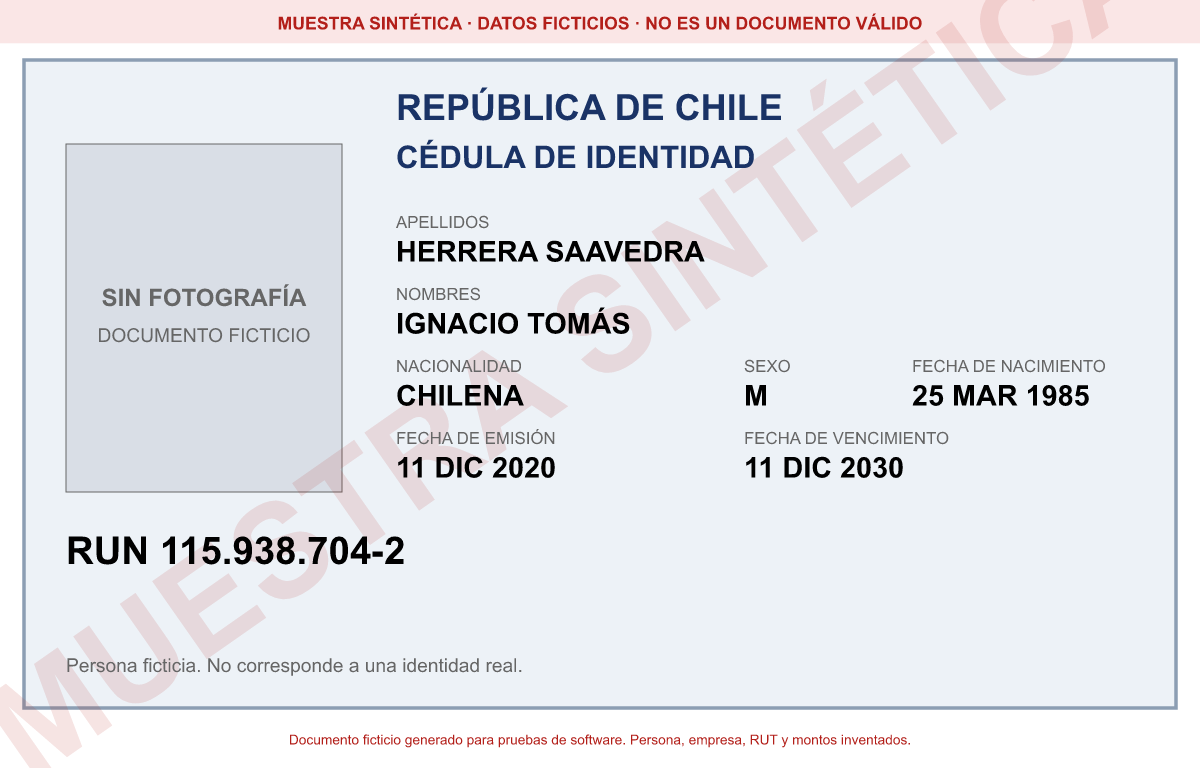 MUESTRA SINTÉTICA · DATOS FICTICIOS · NO ES UN DOCUMENTO VÁLIDO
REPÚBLICA DE CHILE
CÉDULA DE IDENTIDAD
SIN FOTOGRAFÍA
DOCUMENTO FICTICIO
APELLIDOS
HERRERA SAAVEDRA
NOMBRES
IGNACIO TOMÁS
NACIONALIDAD SEXO FECHA DE NACIMIENTO
CHILENA M 25 MAR 1985
FECHA DE EMISIÓN FECHA DE VENCIMIENTO
11 DIC 2020 11 DIC 2030
RUN 115.938.704-2
Persona ficticia. No corresponde a una identidad real.
MUESTRA SINTÉTICA
Documento ficticio generado para pruebas de software. Persona, empresa, RUT y montos inventados.